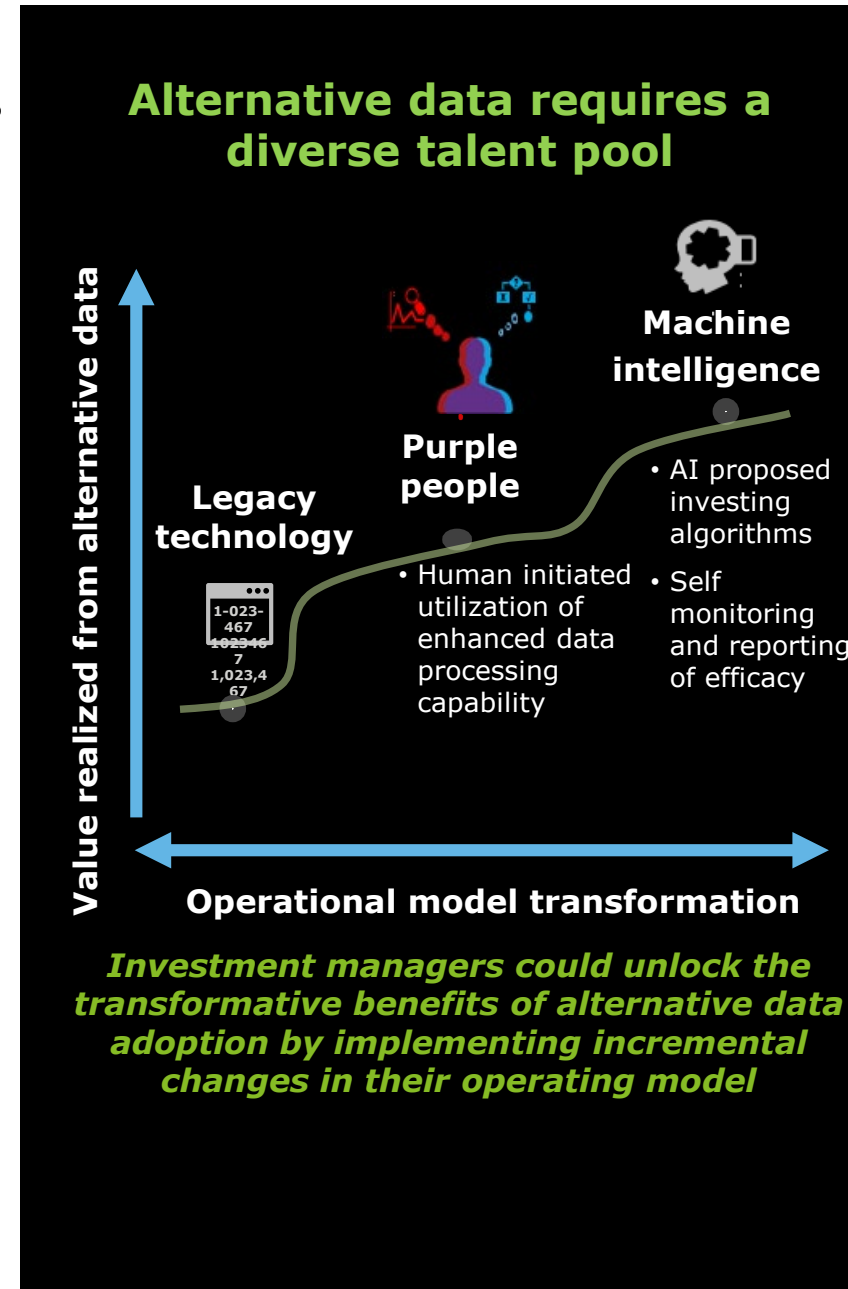 Alternative data requires a
diverse talent pool
Value realized from alternative data
Machine
intelligence
Purple
people
Legacy
technology
1-023-
467
102346
7
1,023,4
67
• AI proposed
investing
algorithms
• Self
monitoring
and reporting
of efficacy
• Human initiated
utilization of
enhanced data
processing
capability
Operational model transformation
Investment managers could unlock the
transformative benefits of alternative data
adoption by implementing incremental
changes in their operating model